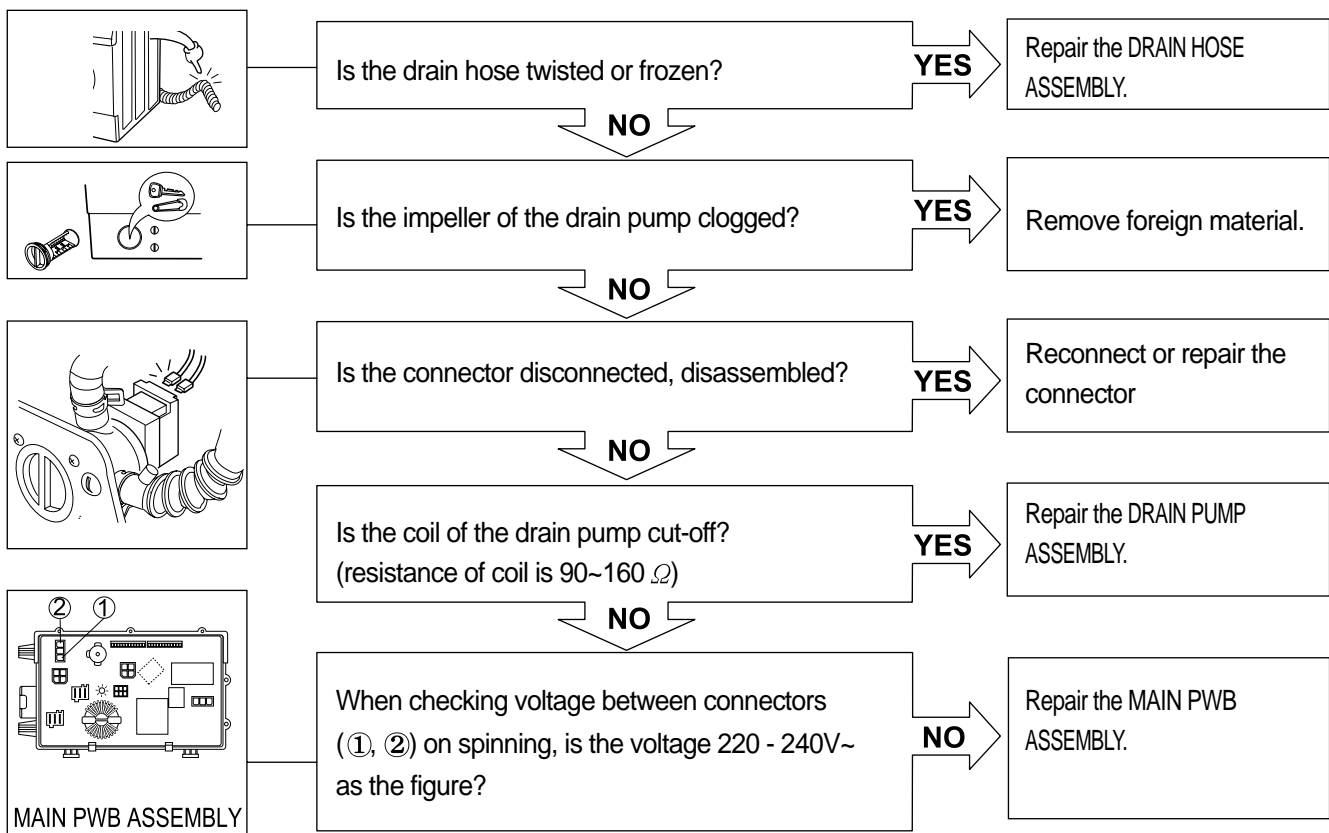 Is the drain hose twisted or frozen?
YES
Repair the DRAIN HOSE
ASSEMBLY.
NO
Is the impeller of the drain pump clogged?
YES
Remove foreign material.
NO
Is the connector disconnected, disassembled?
YES
Reconnect or repair the
connector
NO
Is the coil of the drain pump cut-off?
(resistance of coil is 90~160 Ω)
YES
Repair the DRAIN PUMP
ASSEMBLY.
NO
② ①
MAIN PWB ASSEMBLY
When checking voltage between connectors
(①, ②) on spinning, is the voltage 220 - 240V~
as the figure?
NO
Repair the MAIN PWB
ASSEMBLY.